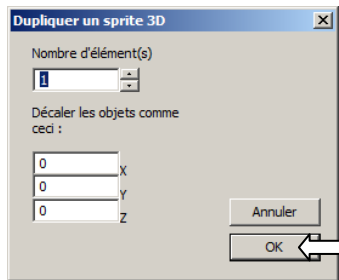 Dupliquer un sprite 3D
Nombre d'élément(s)
1
Décaler les objets comme
ceci :
0
X
0
Y
0
Z
Annuler
OK